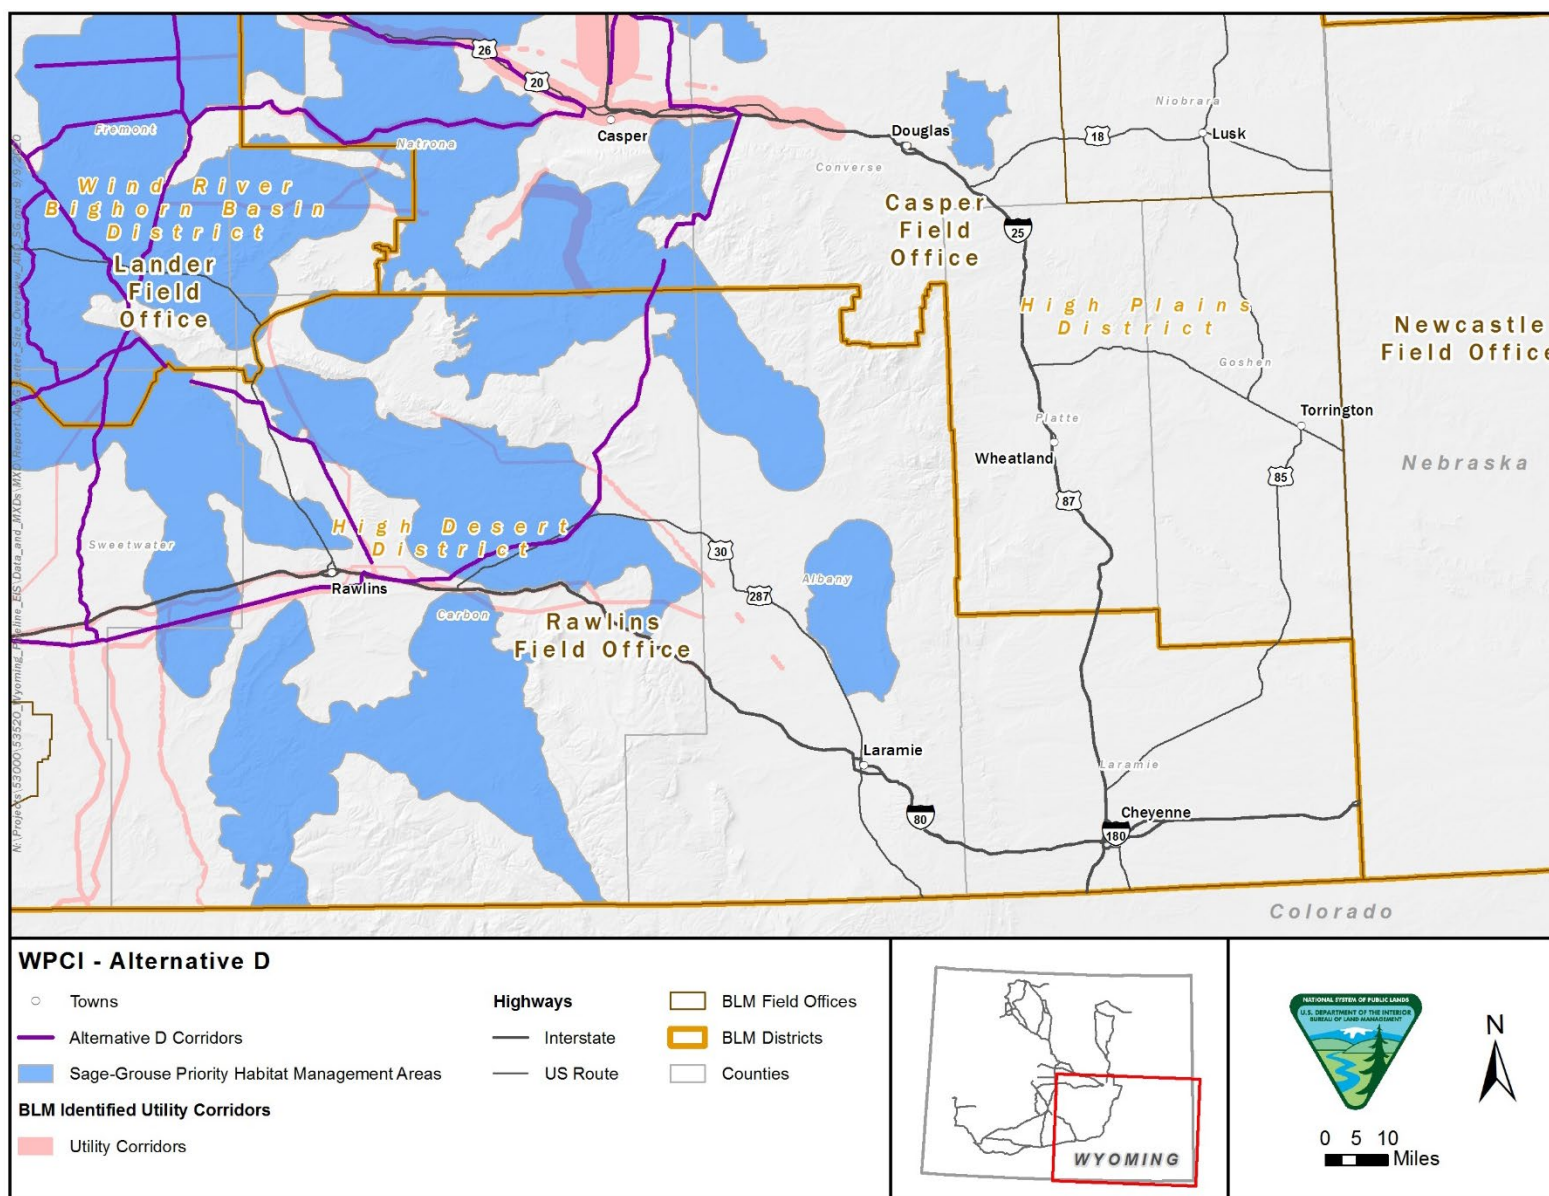 26
20
Casper
Douglas
Niobrara
18
Lusk
Fremont
Natrona
Converse
Wind River
Bighorn Basin
District
Lander
Field
Office
Casper
Field
Office
25
High Plains
District
Newcastle
Field Offic
Goshen
Torrington
Platte
Wheatland
Nebraska
85
87
High Desert
District
Sweetwater
30
Albany
287
Rawlins
Carbon
Rawlins
Field Office
Laramie
Laramie
Cheyenne
80
180
Colorado
WPCI - Alternative D
Towns
Alternative D Corridors
Sage-Grouse Priority Habitat Management Areas
BLM Identified Utility Corridors
Utility Corridors
Highways
Interstate
US Route
BLM Field Offices
BLM Districts
Counties
WYOMING
NATIONAL SYSTEM OF PUBLIC LANDS
U.S. DEPARTMENT OF THE INTERIOR
BUREAU OF LAND MANAGEMENT
N
0 5 10
Miles